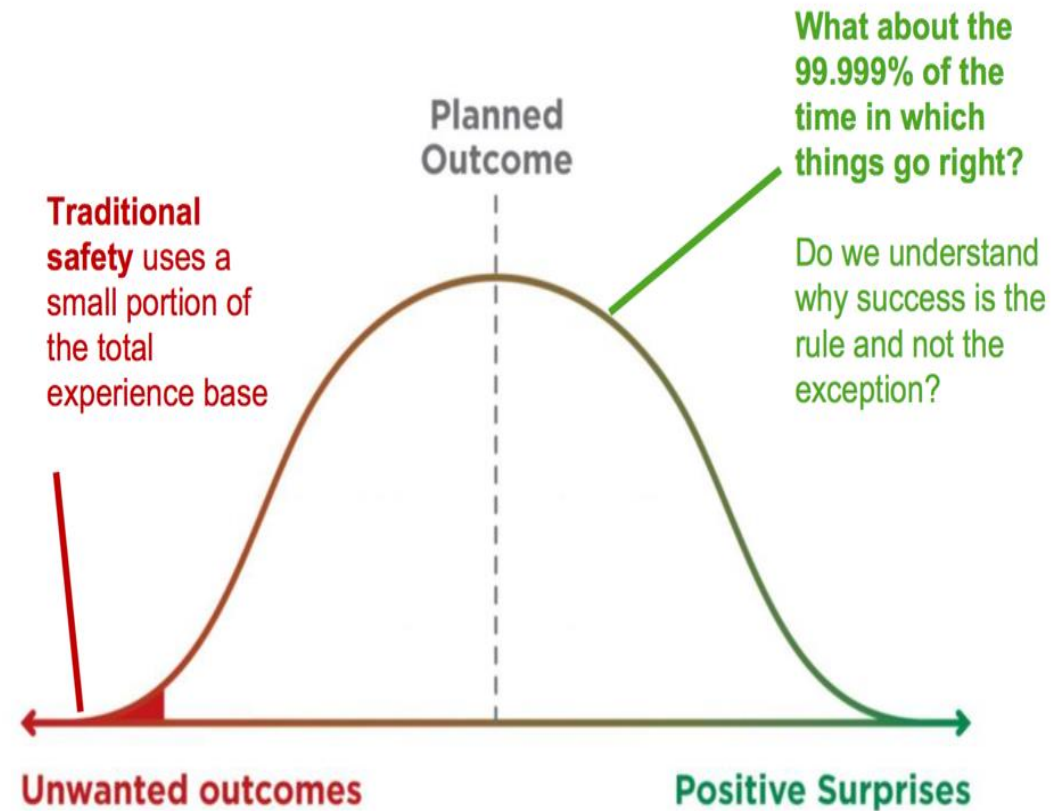 What about the
99.999% of the
time in which
things go right?
Do we understand
why success is the
rule and not the
exception?
Planned
Outcome
Traditional
safety uses a
small portion of
the total
experience base
Unwanted outcomes
Positive Surprises